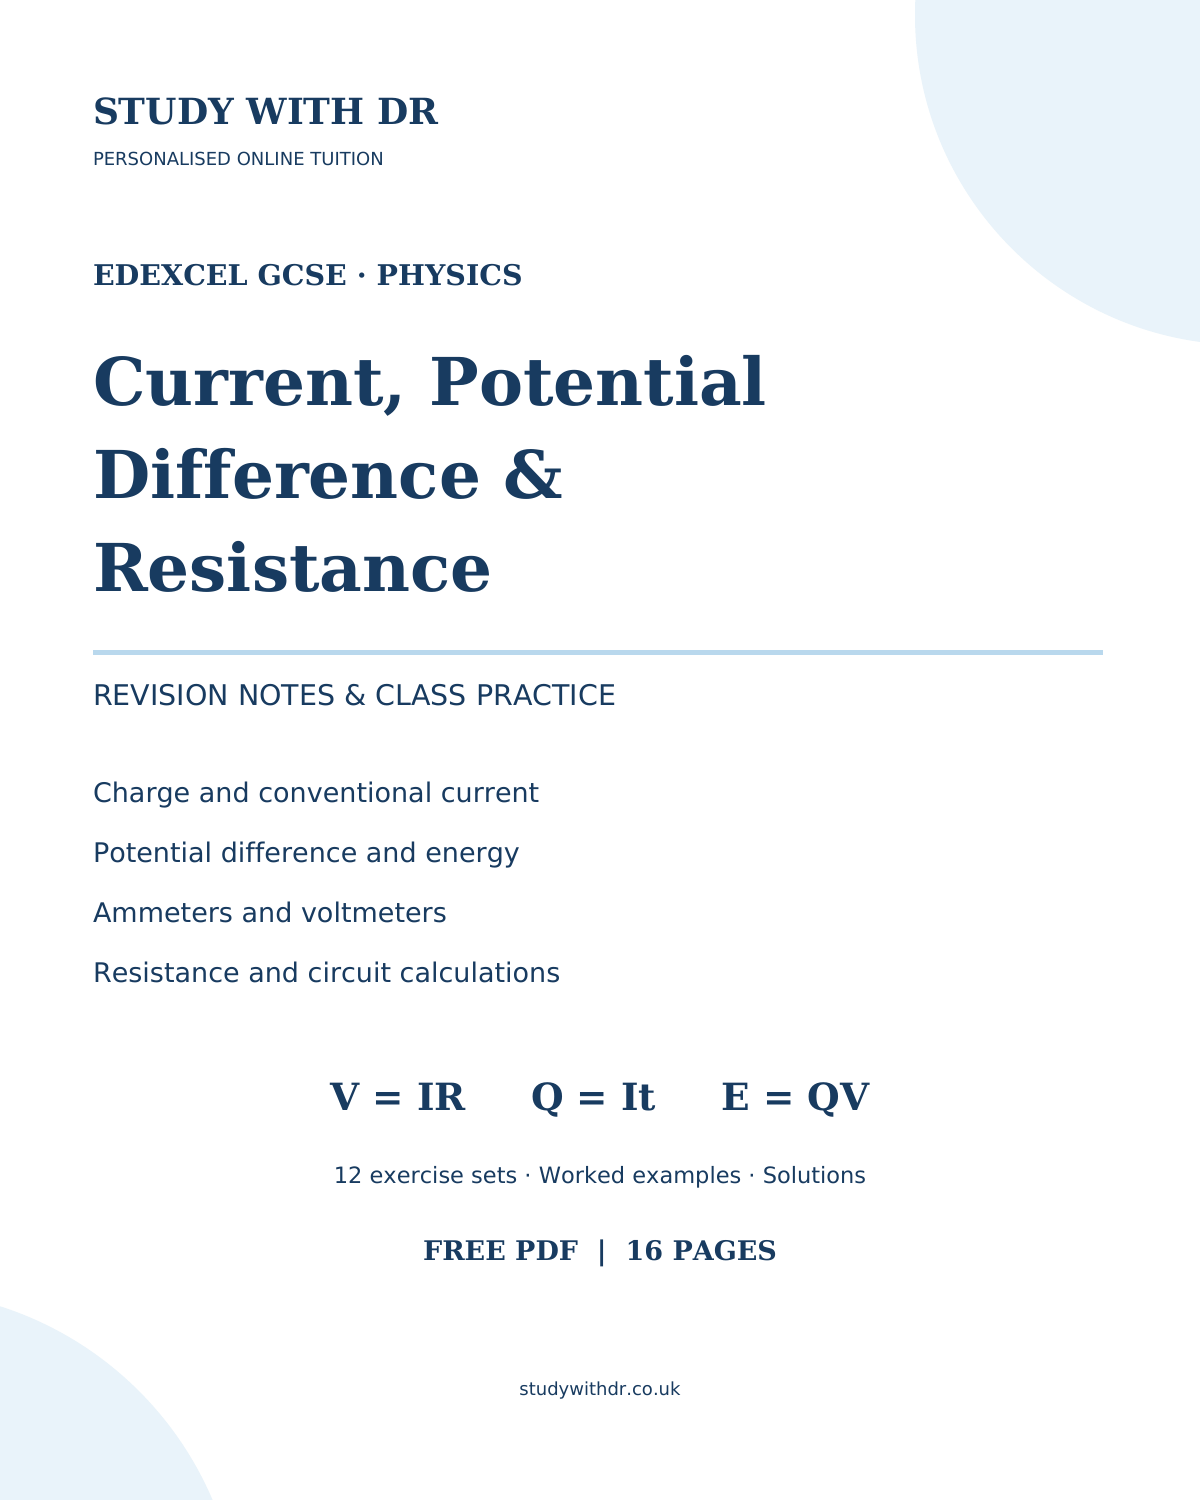 STUDY WITH DR
PERSONALISED ONLINE TUITION
EDEXCEL GCSE · PHYSICS
Current, Potential
Difference &
Resistance
REVISION NOTES & CLASS PRACTICE
Charge and conventional current
Potential difference and energy
Ammeters and voltmeters
Resistance and circuit calculations
V = IR Q = It E = QV
12 exercise sets · Worked examples · Solutions
FREE PDF | 16 PAGES
studywithdr.co.uk